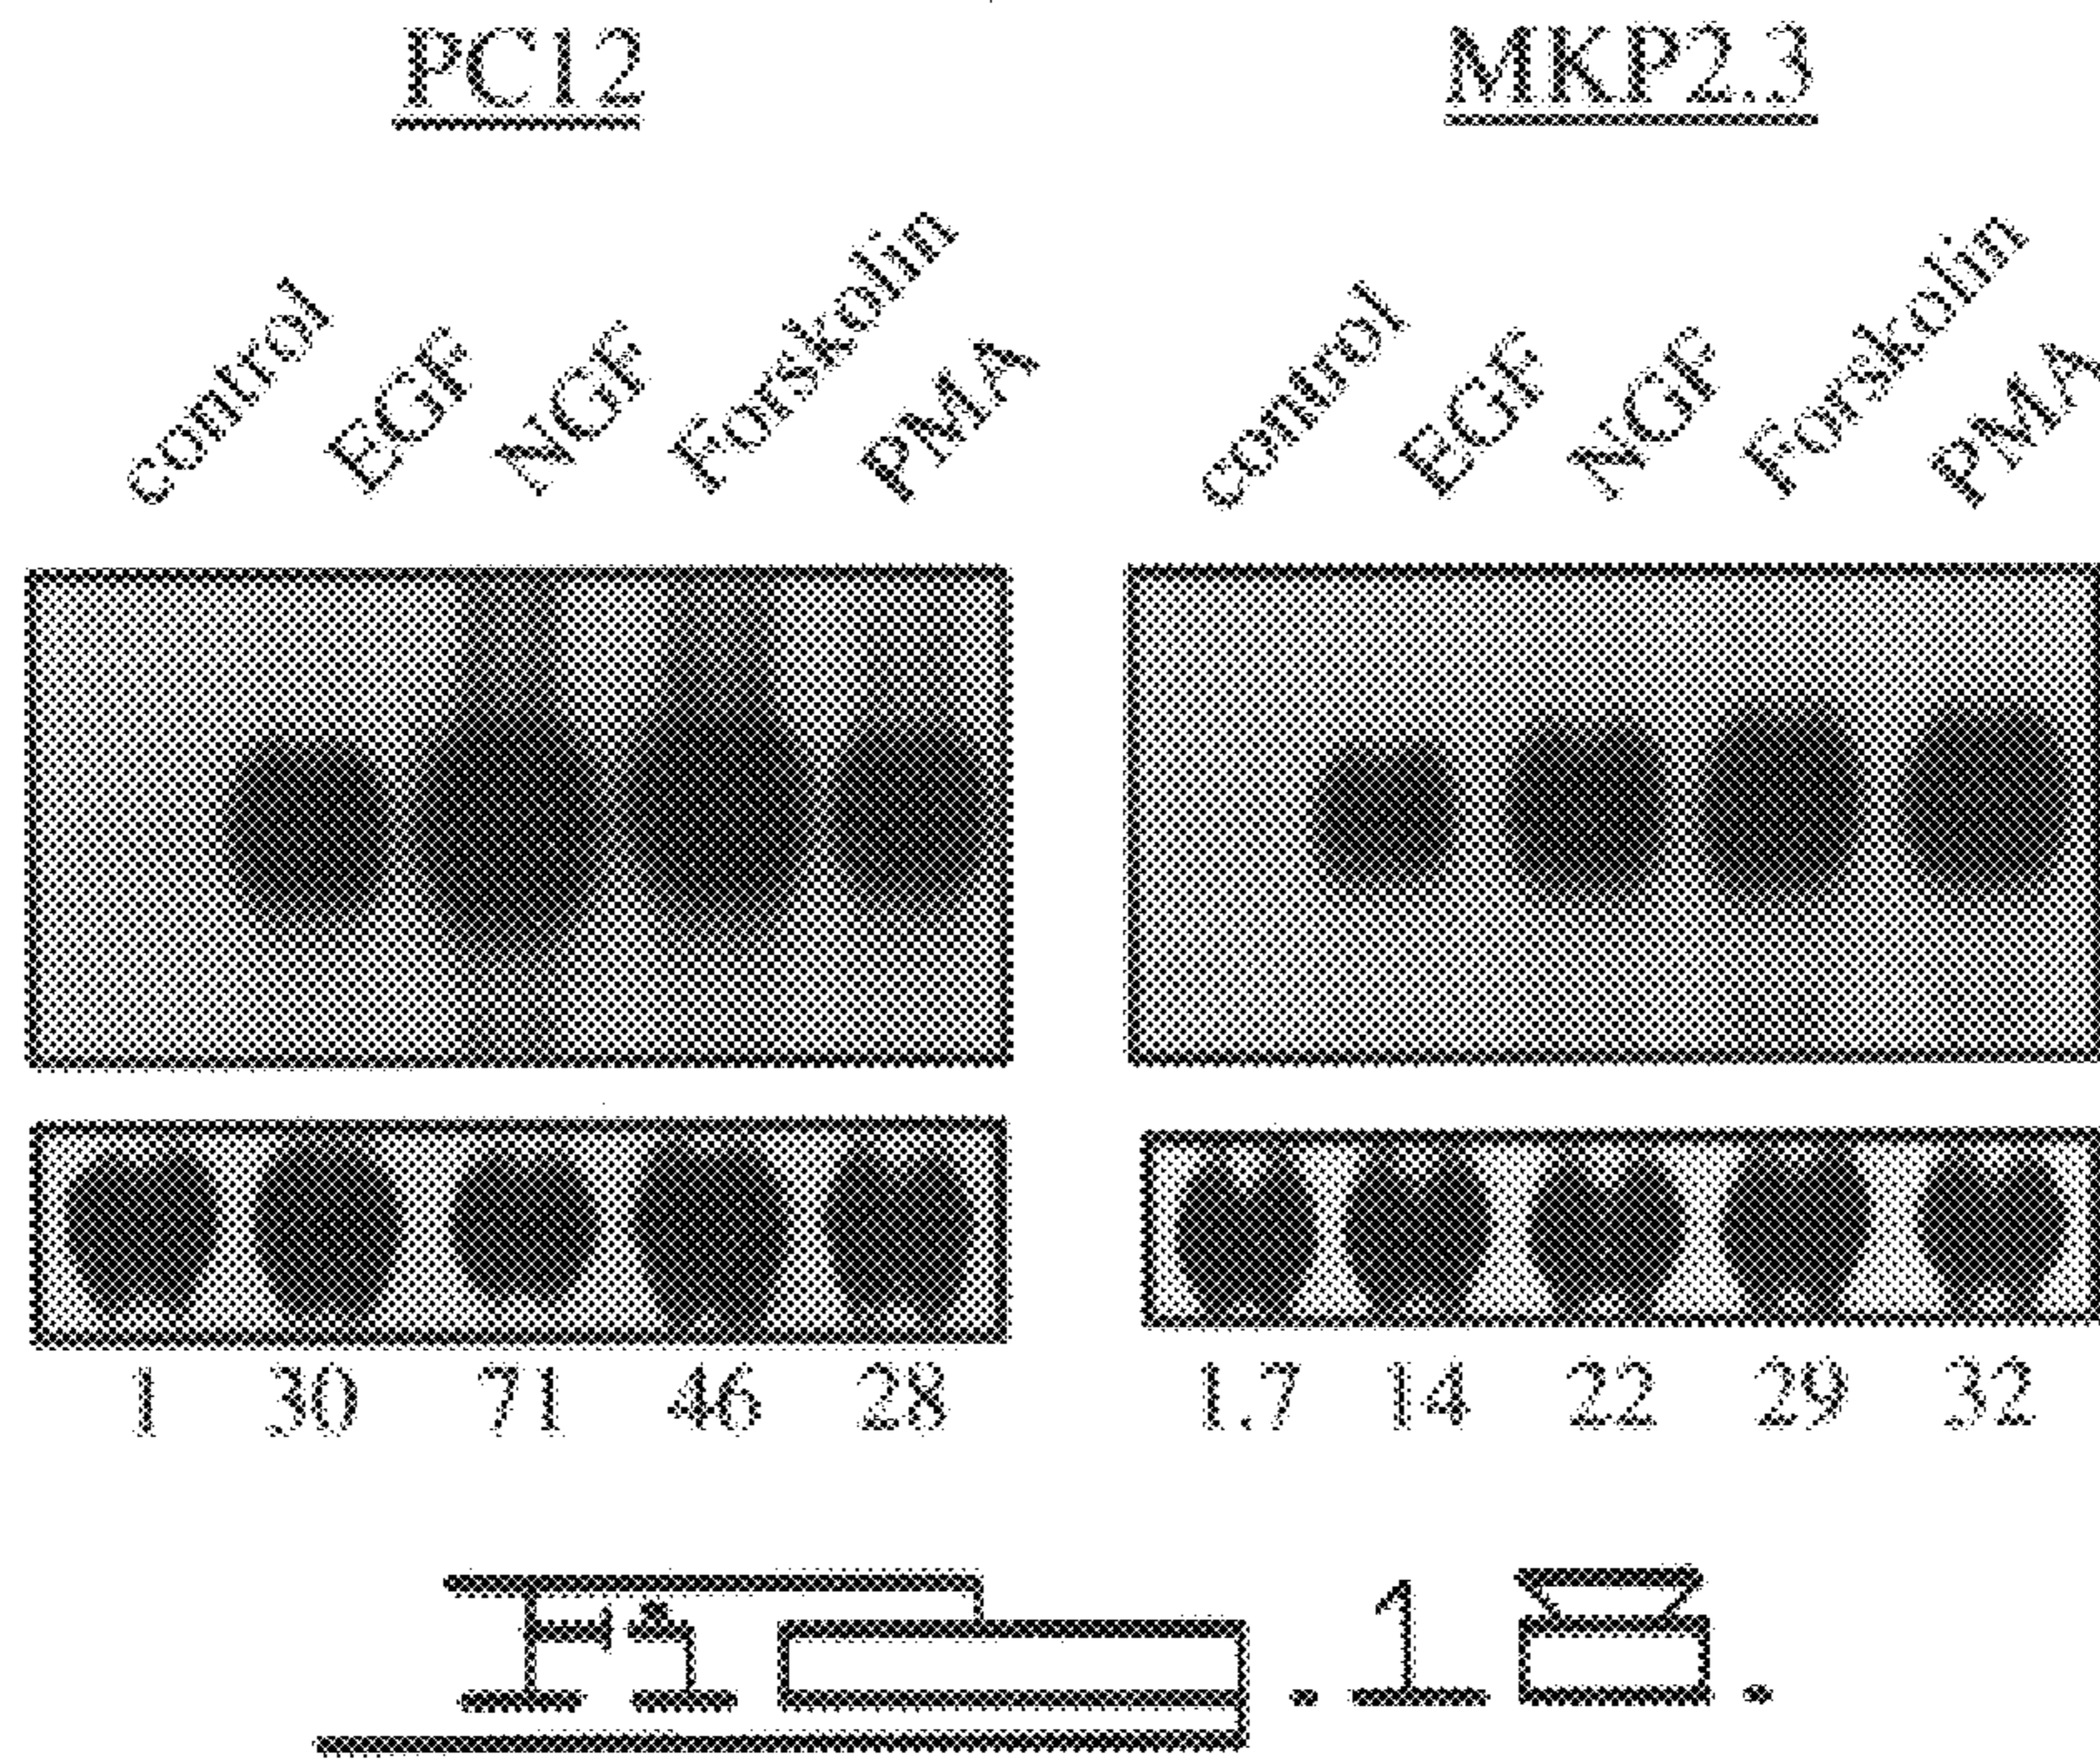 PC12 MKP2.3
control EGF NGF Forskolin PMA control EGF NGF Forskolin PMA
1 30 71 46 28 1.7 14 22 29 32
Fig.1B.